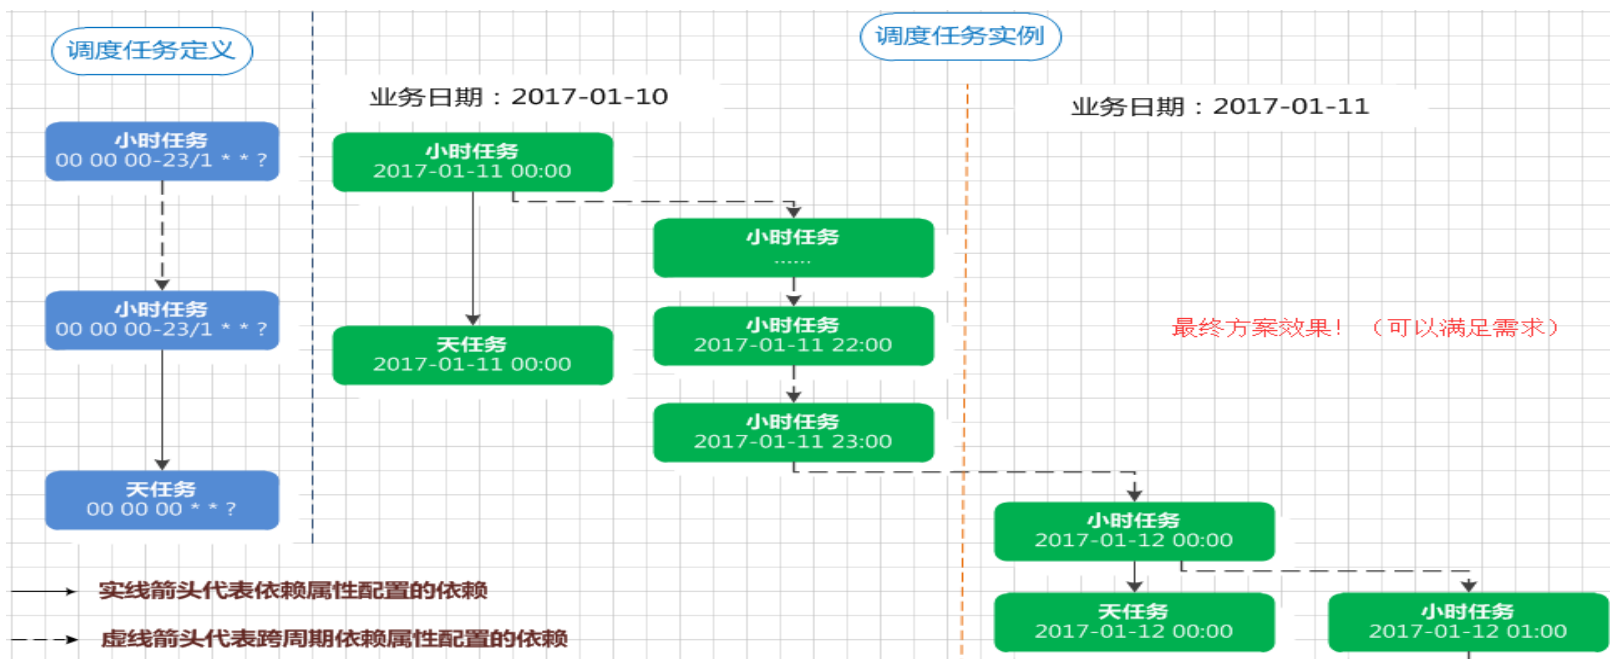 调度任务定义
调度任务实例
业务日期：2017-01-10
业务日期：2017-01-11
小时任务
00 00 00-23/1 * * ?
小时任务
00 00 00-23/1 * * ?
天任务
00 00 00 * * ?
小时任务
2017-01-11 00:00
天任务
2017-01-11 00:00
小时任务
......
小时任务
2017-01-11 22:00
小时任务
2017-01-11 23:00
最终方案效果！（可以满足需求）
小时任务
2017-01-12 00:00
天任务
2017-01-12 00:00
小时任务
2017-01-12 01:00
实线箭头代表依赖属性配置的依赖
虚线箭头代表跨周期依赖属性配置的依赖